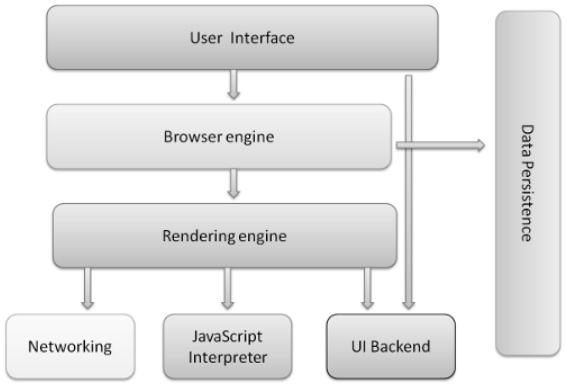 User Interface
Browser engine
Data Persistence
Rendering engine
Networking
JavaScript
Interpreter
UI Backend